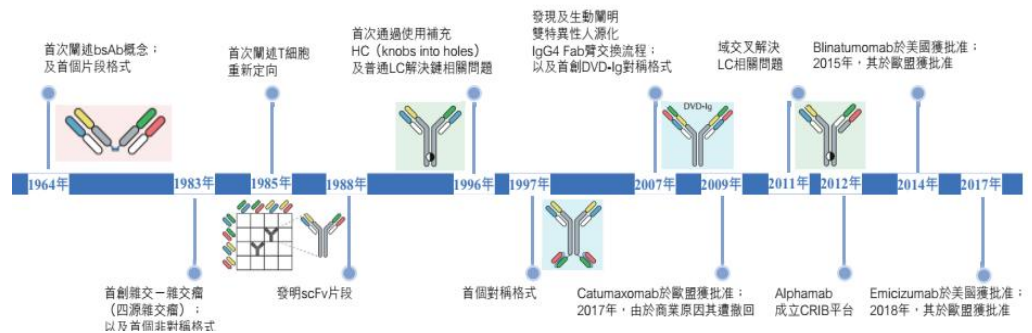 首次闡述bsAb概念；
及首個片段格式
首次闡述T細胞
重新定向
首次通過使用補充
HC（knobs into holes）
及普通LC解決鏈相關問題
發現及生動闡明
雙特異性人源化
IgG4 Fab臂交換流程；
以及首創DVD-Ig對稱格式
域交叉解決
LC相關問題
Blinatumomab於美國獲批准；
2015年，其於歐盟獲批准
DVD-Ig
1964年
1983年
1985年
1988年
1996年
1997年
2007年
2009年
2011年
2012年
2014年
2017年
首創雜交－雜交瘤
（四源雜交瘤）；
以及首個非對稱格式
發明scFv片段
首個對稱格式
Catumaxomab於歐盟獲批准；
2017年，由於商業原因其遭撤回
Alphamab
成立CRIB平台
Emicizumab於美國獲批准；
2018年，其於歐盟獲批准